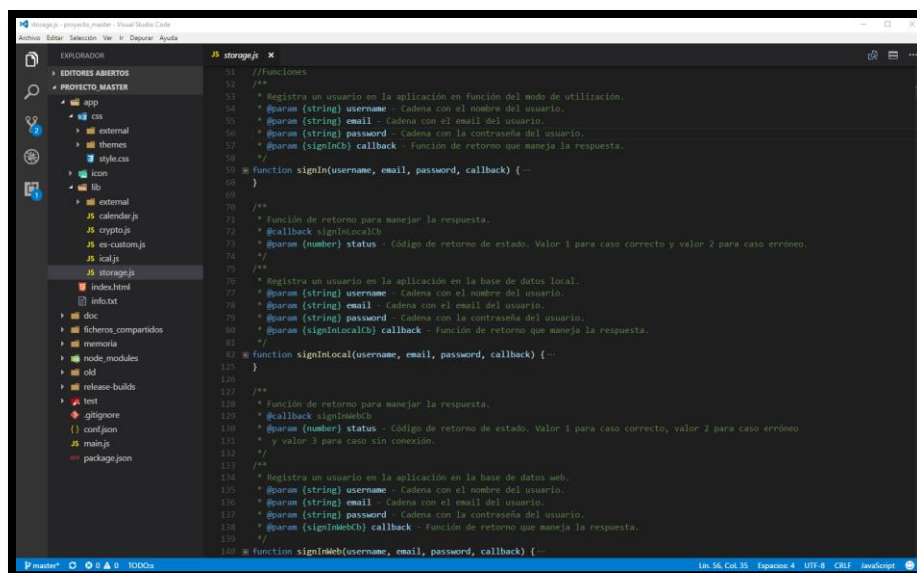 storage.js - proyecto_master - Visual Studio Code
Archivo Editar Selección Ver Ir Depurar Ayuda
EXPLORADOR
EDITORES ABIERTOS
PROYECTO_MASTER
app
css
external
themes
style.css
icon
lib
external
JS calendar.js
JS crypto.js
JS es-custom.js
JS ical.js
JS storage.js
index.html
info.txt
doc
ficheros_compartidos
memoria
node_modules
old
release-builds
test
.gitignore
{} conf.json
JS main.js
package.json
2
1
JS storage.js ×
51 //Funciones
52 /**
53 * Registra un usuario en la aplicación en función del modo de utilización.
54 * @param {string} username - Cadena con el nombre del usuario.
55 * @param {string} email - Cadena con el email del usuario.
56 * @param {string} password - Cadena con la contraseña del usuario.
57 * @param {signInCb} callback - Función de retorno que maneja la respuesta.
58 */
59 function signIn(username, email, password, callback) {···
68 }
69
70 /**
71 * Función de retorno para manejar la respuesta.
72 * @callback signInLocalCb
73 * @param {number} status - Código de retorno de estado. Valor 1 para caso correcto y valor 2 para caso erróneo.
74 */
75 /**
76 * Registra un usuario en la aplicación en la base de datos local.
77 * @param {string} username - Cadena con el nombre del usuario.
78 * @param {string} email - Cadena con el email del usuario.
79 * @param {string} password - Cadena con la contraseña del usuario.
80 * @param {signInLocalCb} callback - Función de retorno que maneja la respuesta.
81 */
82 function signInLocal(username, email, password, callback) {···
125 }
126
127 /**
128 * Función de retorno para manejar la respuesta.
129 * @callback signInWebCb
130 * @param {number} status - Código de retorno de estado. Valor 1 para caso correcto, valor 2 para caso erróneo
131 * y valor 3 para caso sin conexión.
132 */
133 /**
134 * Registra un usuario en la aplicación en la base de datos web.
135 * @param {string} username - Cadena con el nombre del usuario.
136 * @param {string} email - Cadena con el email del usuario.
137 * @param {string} password - Cadena con la contraseña del usuario.
138 * @param {signInWebCb} callback - Función de retorno que maneja la respuesta.
139 */
140 function signInWeb(username, email, password, callback) {···
master* 0 0 TODOs
Lín. 56, Col. 35 Espacios: 4 UTF-8 CRLF JavaScript